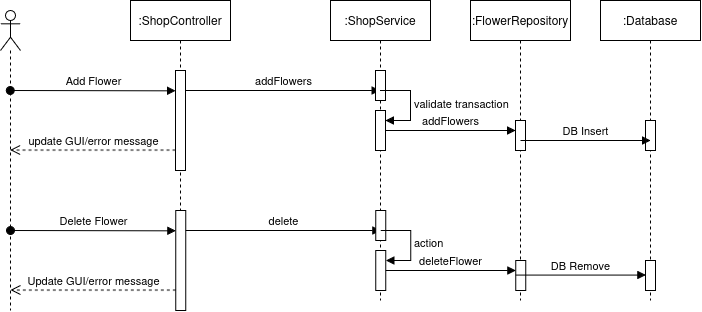 :ShopController
:ShopService
:FlowerRepository
:Database
Add Flower
addFlowers
validate transaction
addFlowers
DB Insert
update GUI/error message
Delete Flower
delete
action
deleteFlower
DB Remove
Update GUI/error message